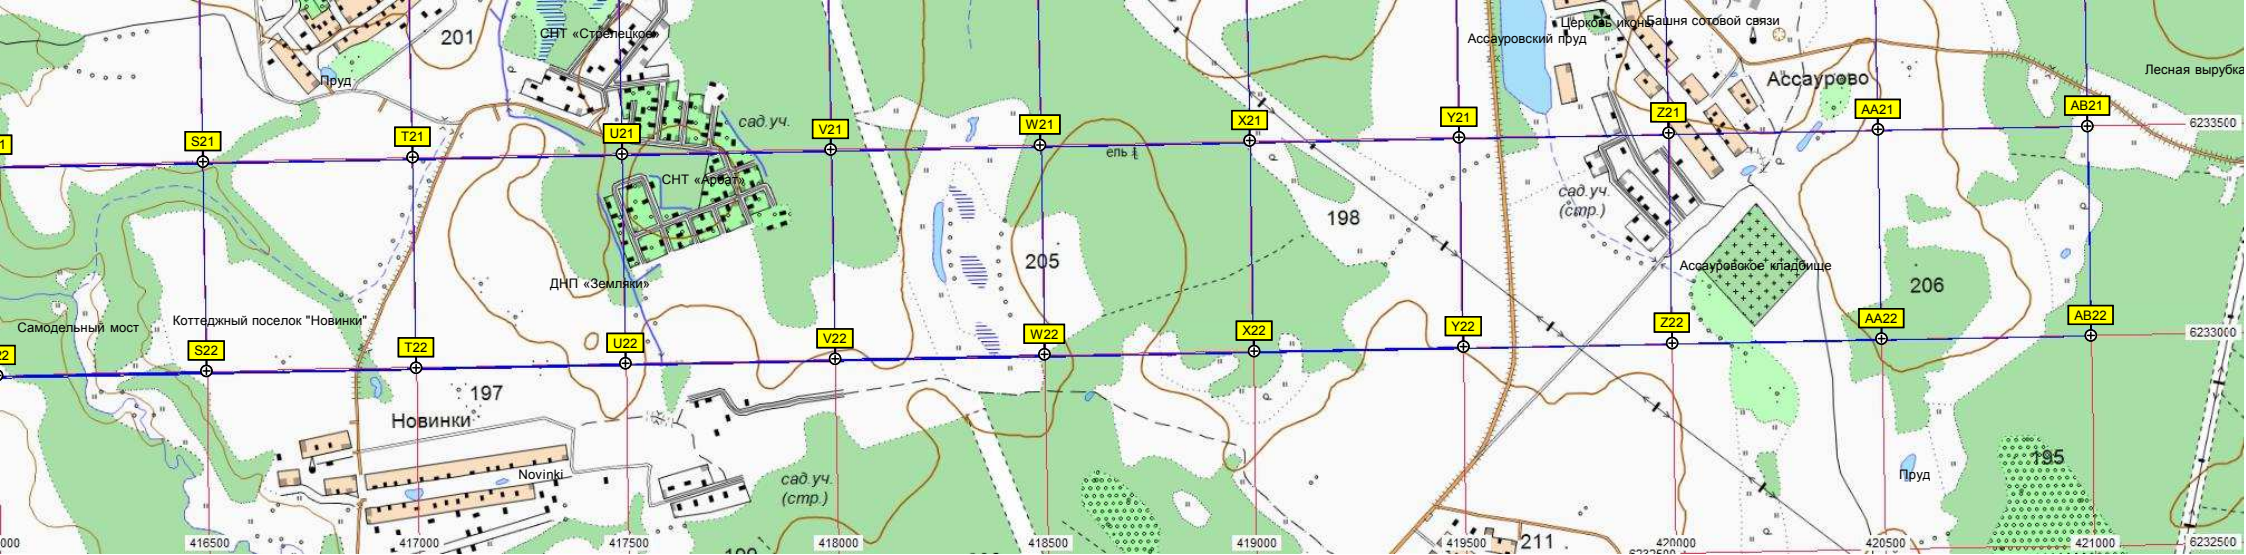 201
СНТ «Стрелецкое»
Пруд
сад.уч.
Ассауровский пруд
Церковь иконы
Башня сотовой связи
Ассаурово
Лесная вырубка
S21
T21
U21
V21
W21
X21
Y21
Z21
AA21
AB21
6233500
ель
СНТ «Арбат»
198
сад.уч.
(стр.)
205
ДНП «Земляки»
Ассауровское кладбище
206
Самодельный мост
Коттеджный поселок "Новинки"
S22
T22
U22
V22
W22
X22
Y22
Z22
AA22
AB22
6233000
197
Новинки
Novinki
сад.уч.
(стр.)
195
Пруд
211
416500
417000
417500
418000
418500
419000
419500
420000
420500
421000
6232500